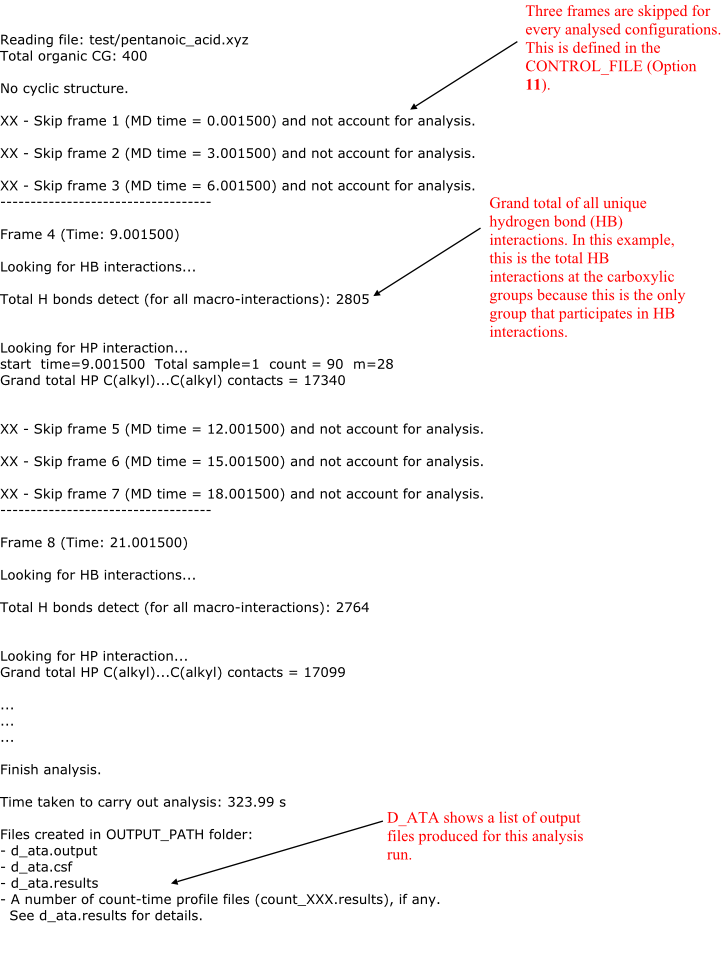 Three frames are skipped for
every analysed configurations.
This is defined in the
CONTROL_FILE (Option
11).
Reading file: test/pentanoic_acid.xyz
Total organic CG: 400
No cyclic structure.
XX - Skip frame 1 (MD time = 0.001500) and not account for analysis.
XX - Skip frame 2 (MD time = 3.001500) and not account for analysis.
XX - Skip frame 3 (MD time = 6.001500) and not account for analysis.
-----------------------------------
Grand total of all unique
hydrogen bond (HB)
interactions. In this example,
this is the total HB
interactions at the carboxylic
groups because this is the only
group that participates in HB
interactions.
Frame 4 (Time: 9.001500)
Looking for HB interactions...
Total H bonds detect (for all macro-interactions): 2805
Looking for HP interaction...
start  time=9.001500  Total sample=1  count = 90  m=28
Grand total HP C(alkyl)...C(alkyl) contacts = 17340
XX - Skip frame 5 (MD time = 12.001500) and not account for analysis.
XX - Skip frame 6 (MD time = 15.001500) and not account for analysis.
XX - Skip frame 7 (MD time = 18.001500) and not account for analysis.
-----------------------------------
Frame 8 (Time: 21.001500)
Looking for HB interactions...
Total H bonds detect (for all macro-interactions): 2764
Looking for HP interaction...
Grand total HP C(alkyl)...C(alkyl) contacts = 17099
...
...
...
Finish analysis.
Time taken to carry out analysis: 323.99 s
D_ATA shows a list of output
files produced for this analysis
run.
Files created in OUTPUT_PATH folder:
- d_ata.output
- d_ata.csf
- d_ata.results
- A number of count-time profile files (count_XXX.results), if any.
See d_ata.results for details.